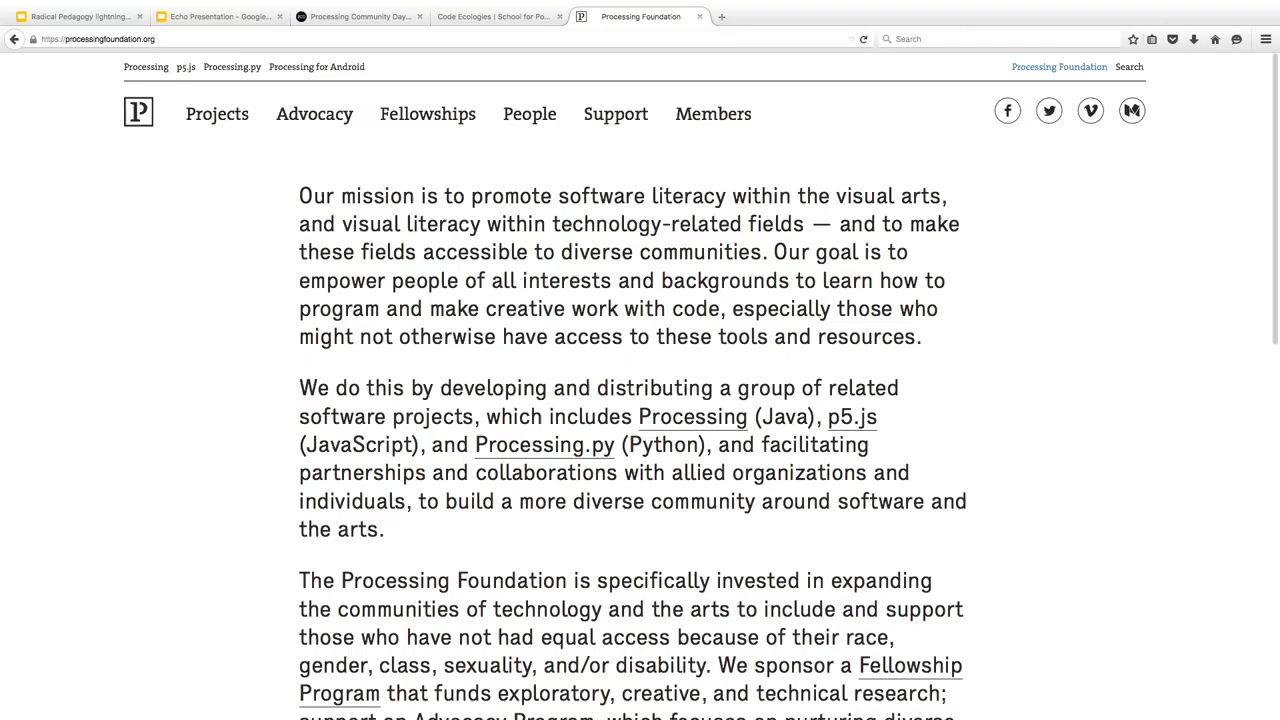 Radical Pedagogy lightning...
Echo Presentation - Google...
Processing Community Day...
Code Ecologies | School for Po...
Processing Foundation
https://processingfoundation.org
Search
Processing p5.js Processing.py Processing for Android
Processing Foundation Search
P Projects Advocacy Fellowships People Support Members
Our mission is to promote software literacy within the visual arts,
and visual literacy within technology-related fields — and to make
these fields accessible to diverse communities. Our goal is to
empower people of all interests and backgrounds to learn how to
program and make creative work with code, especially those who
might not otherwise have access to these tools and resources.
We do this by developing and distributing a group of related
software projects, which includes Processing (Java), p5.js
(JavaScript), and Processing.py (Python), and facilitating
partnerships and collaborations with allied organizations and
individuals, to build a more diverse community around software and
the arts.
The Processing Foundation is specifically invested in expanding
the communities of technology and the arts to include and support
those who have not had equal access because of their race,
gender, class, sexuality, and/or disability. We sponsor a Fellowship
Program that funds exploratory, creative, and technical research;
support an Advocacy Program, which focuses on nurturing diverse